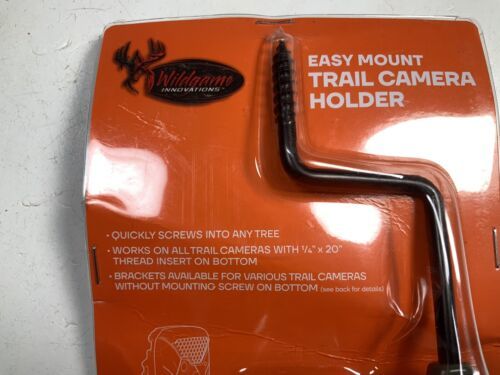 Wildgame
INNOVATIONS
EASY MOUNT
TRAIL CAMERA
HOLDER
• QUICKLY SCREWS INTO ANY TREE
• WORKS ON ALL TRAIL CAMERAS WITH 1/4" x 20"
THREAD INSERT ON BOTTOM
• BRACKETS AVAILABLE FOR VARIOUS TRAIL CAMERAS
WITHOUT MOUNTING SCREW ON BOTTOM (see back for details)